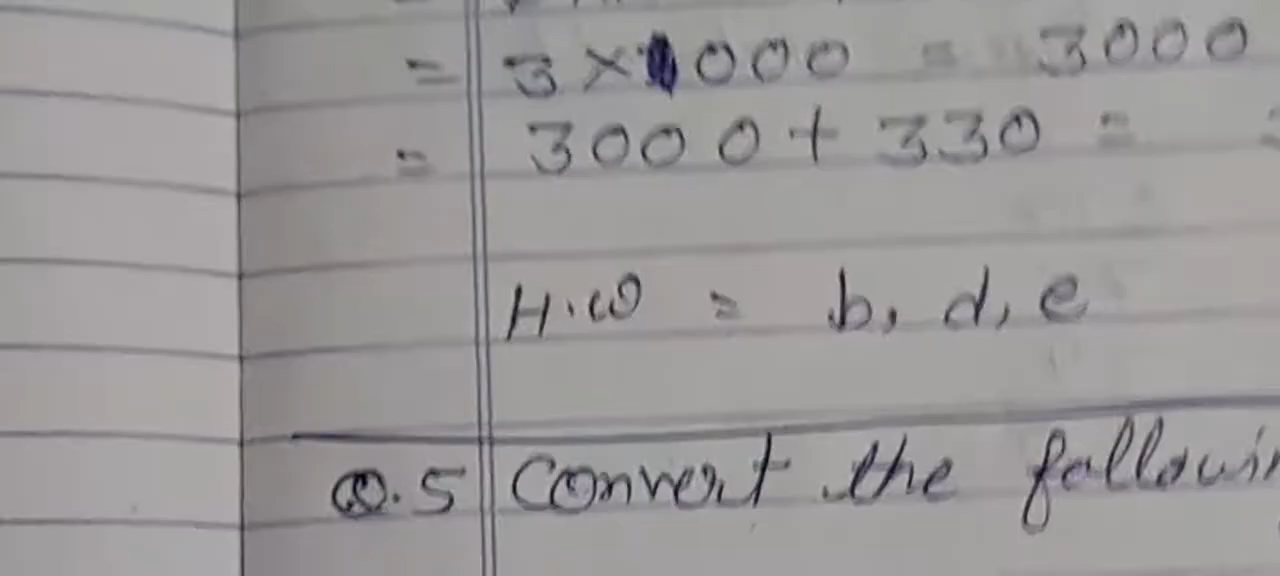 = 3×1000 = 3000
= 3000 + 330 =
H.W = b, d, e
Q.5 Convert the